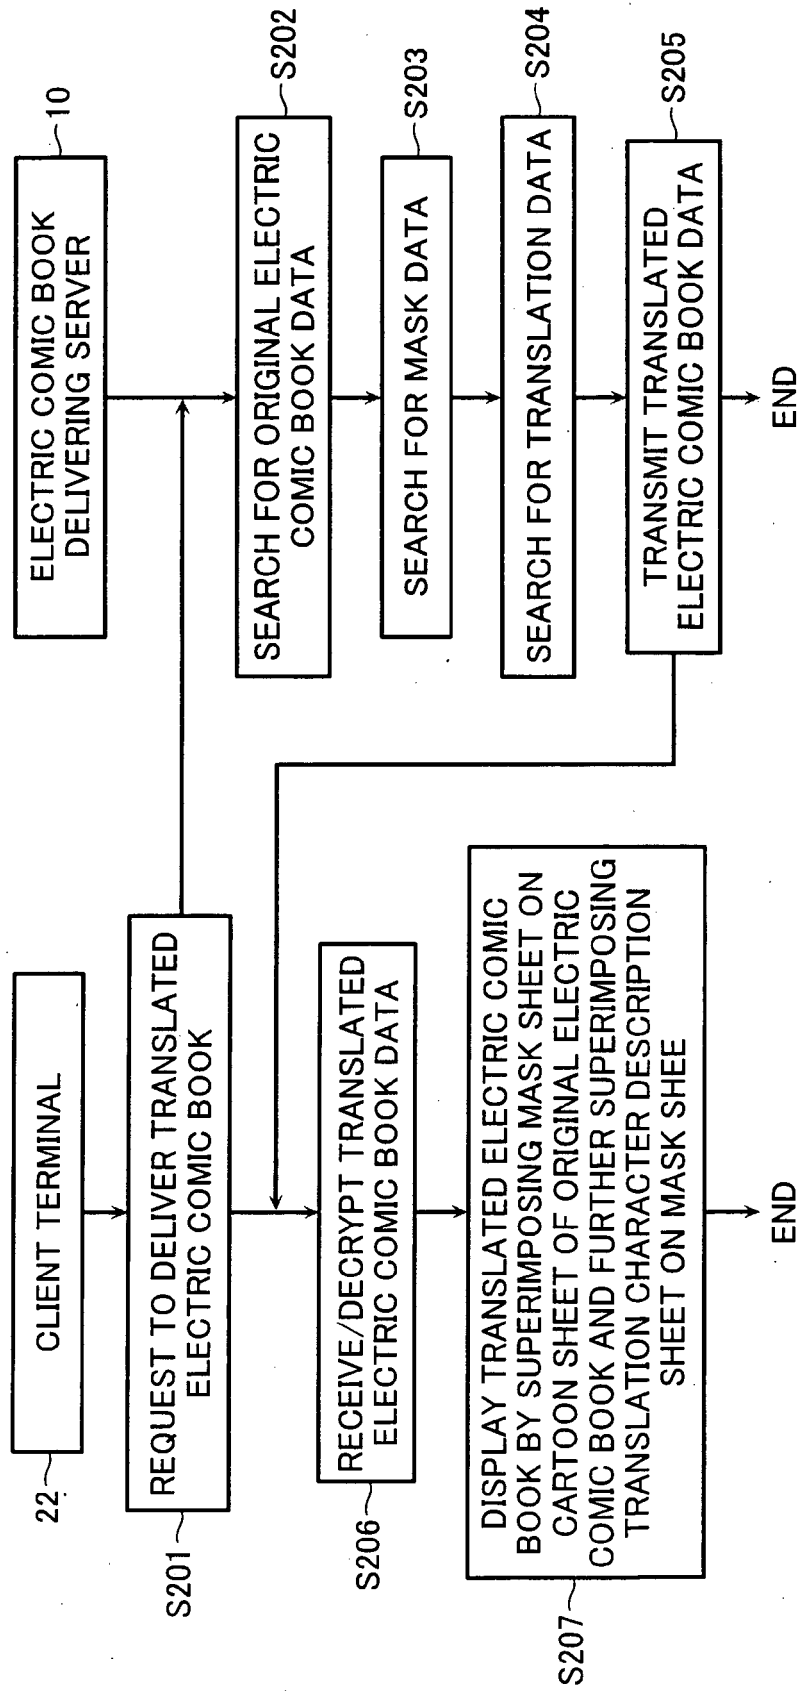 CLIENT TERMINAL
22
REQUEST TO DELIVER TRANSLATED
ELECTRIC COMIC BOOK
S201
RECEIVE/DECRYPT TRANSLATED
ELECTRIC COMIC BOOK DATA
S206
DISPLAY TRANSLATED ELECTRIC COMIC
BOOK BY SUPERIMPOSING MASK SHEET ON
CARTOON SHEET OF ORIGINAL ELECTRIC
COMIC BOOK AND FURTHER SUPERIMPOSING
TRANSLATION CHARACTER DESCRIPTION
SHEET ON MASK SHEE
S207
END
ELECTRIC COMIC BOOK
DELIVERING SERVER
10
SEARCH FOR ORIGINAL ELECTRIC
COMIC BOOK DATA
S202
SEARCH FOR MASK DATA
S203
SEARCH FOR TRANSLATION DATA
S204
TRANSMIT TRANSLATED
ELECTRIC COMIC BOOK DATA
S205
END